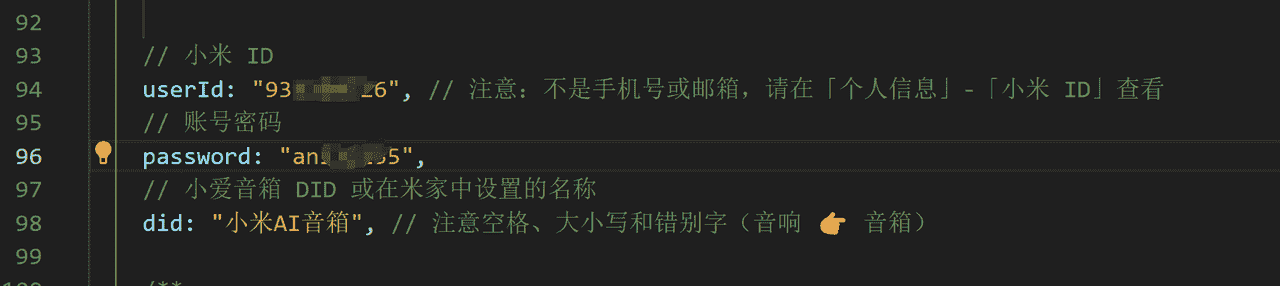 92
93 // 小米 ID
94 userId: "93 26", // 注意：不是手机号或邮箱，请在「个人信息」-「小米 ID」查看
95 // 账号密码
96 password: "an 5",
97 // 小爱音箱 DID 或在米家中设置的名称
98 did: "小米AI音箱", // 注意空格、大小写和错别字（音响 👉 音箱）
99
/**